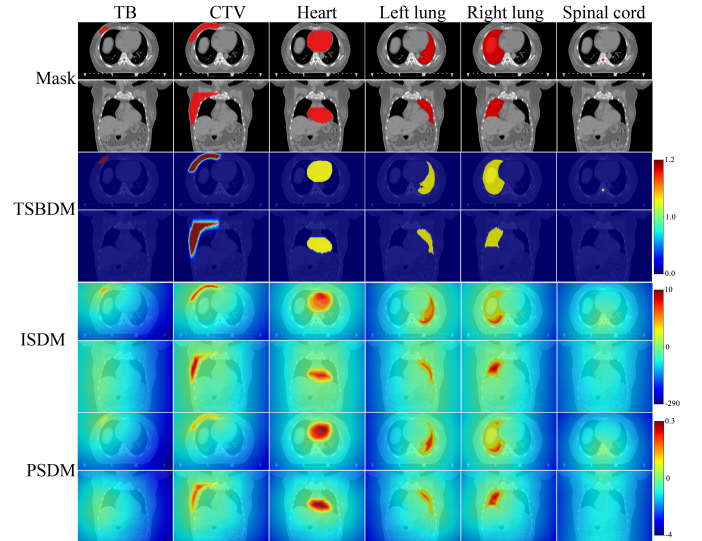 TB CTV Heart Left lung Right lung Spinal cord
Mask
TSBDM
1.2
1.0
0.0
ISDM
10
0
-290
PSDM
0.3
0
-4